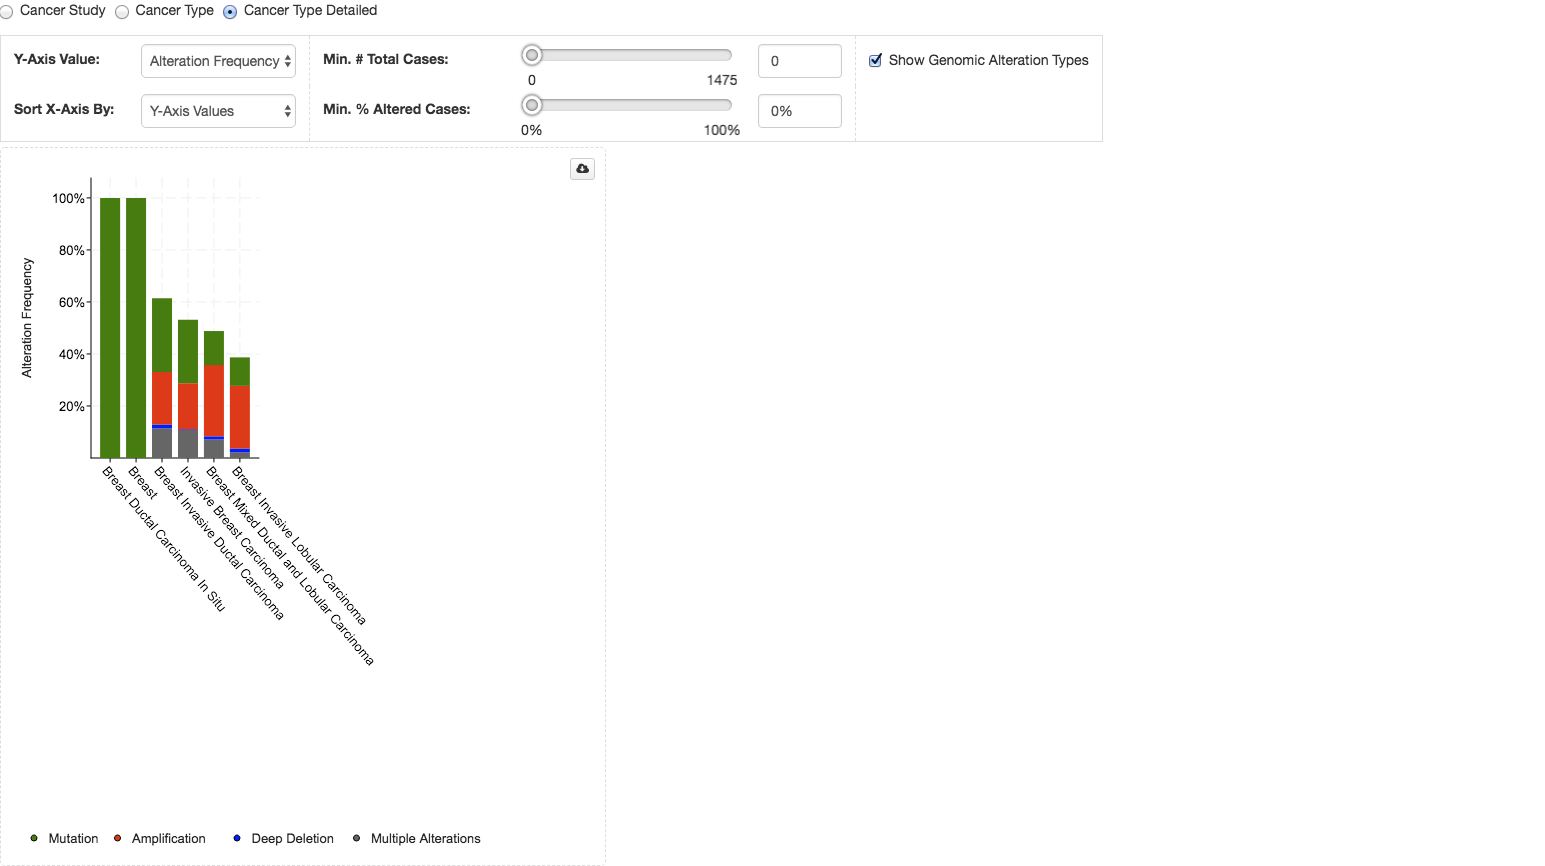 Cancer Study Cancer Type Cancer Type Detailed
Y-Axis Value: Alteration Frequency Min. # Total Cases: 0 Show Genomic Alteration Types
0 1475
Sort X-Axis By: Y-Axis Values Min. % Altered Cases: 0%
0% 100%
100%
80%
60%
40%
20%
Alteration Frequency
Breast Ductal Carcinoma In Situ
Breast
Breast Invasive Ductal Carcinoma
Invasive Breast Carcinoma
Breast Mixed Ductal and Lobular Carcinoma
Breast Invasive Lobular Carcinoma
Mutation Amplification Deep Deletion Multiple Alterations